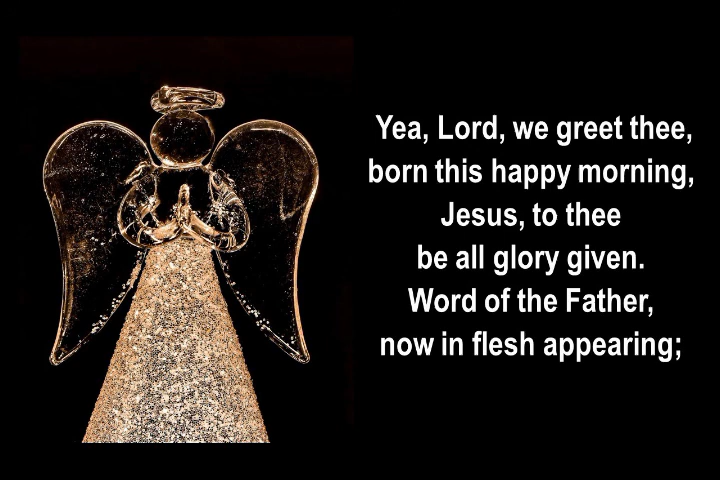 Yea, Lord, we greet thee,
born this happy morning,
Jesus, to thee
be all glory given.
Word of the Father,
now in flesh appearing;